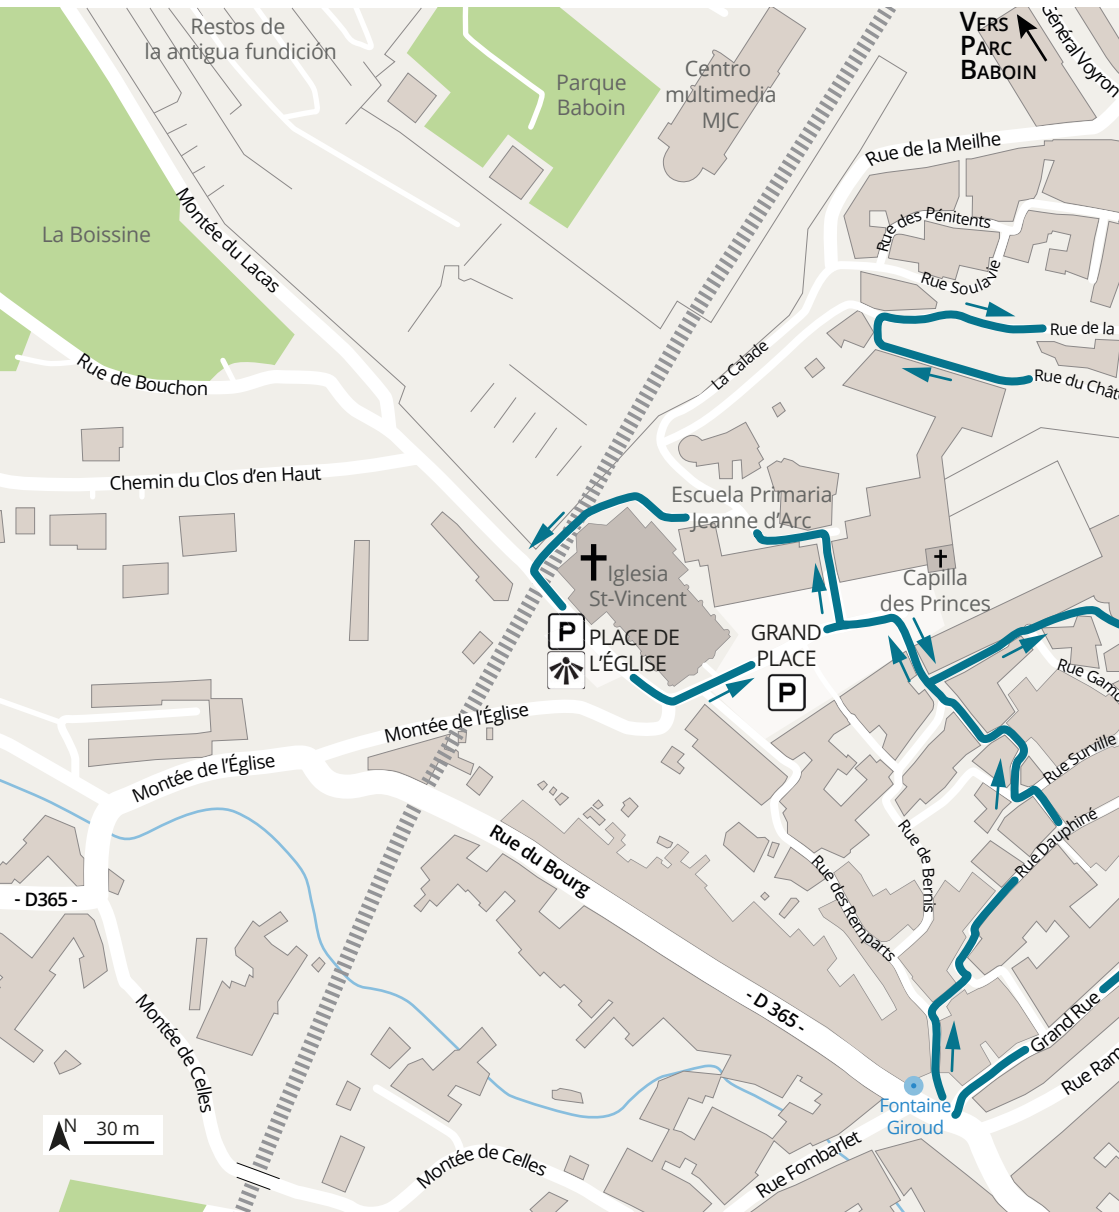 Restos de
la antigua fundición
Parque
Baboin
Centro
multimedia
MJC
VERS
PARC
BABOIN
Général Voyron
Rue de la Meilhe
Rue des Pénitents
Rue Soulavie
La Boissine
Montée du Lacas
Rue de la
Rue du Chât
La Calade
Rue de Bouchon
Chemin du Clos d'en Haut
Escuela Primaria
Jeanne d'Arc
Iglesia
St-Vincent
Capilla
des Princes
P
PLACE DE
L'ÉGLISE
GRAND
PLACE
P
Rue Gamo
Montée de l'Église
Montée de l'Église
Rue Surville
Rue Dauphiné
Rue du Bourg
Rue de Bernis
Rue des Remparts
- D365 -
- D 365 -
Montée de Celles
Grand Rue
Rue Ram
Fontaine
Giroud
N
30 m
Montée de Celles
Rue Fombarlet